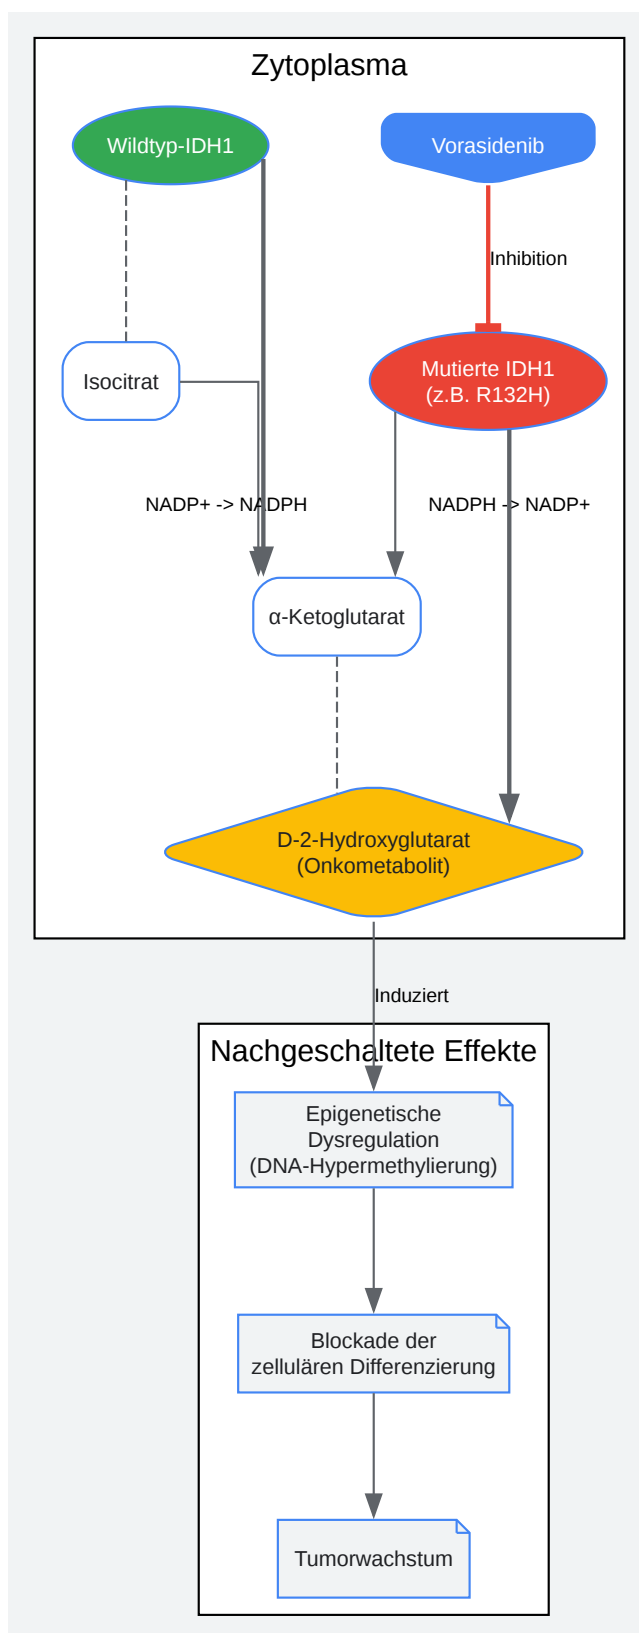 Zytoplasma
Wildtyp-IDH1
Vorasidenib
Inhibition
Isocitrat
Mutierte IDH1
(z.B. R132H)
NADP+ -> NADPH
NADPH -> NADP+
α-Ketoglutarat
D-2-Hydroxyglutarat
(Onkometabolit)
Induziert
Nachgeschaltete Effekte
Epigenetische
Dysregulation
(DNA-Hypermethylierung)
Blockade der
zellulären Differenzierung
Tumorwachstum